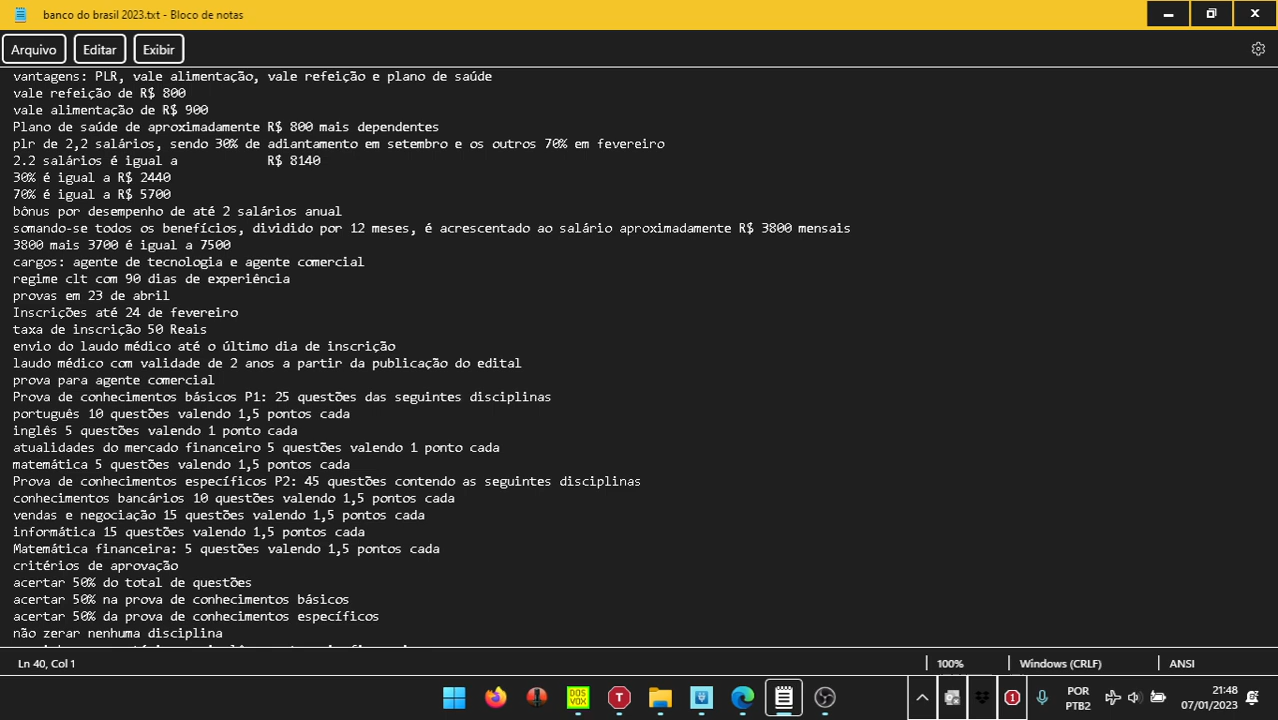 banco do brasil 2023.txt - Bloco de notas
Arquivo Editar Exibir
vantagens: PLR, vale alimentação, vale refeição e plano de saúde
vale refeição de R$ 800
vale alimentação de R$ 900
Plano de saúde de aproximadamente R$ 800 mais dependentes
plr de 2,2 salários, sendo 30% de adiantamento em setembro e os outros 70% em fevereiro
2.2 salários é igual a R$ 8140
30% é igual a R$ 2440
70% é igual a R$ 5700
bônus por desempenho de até 2 salários anual
somando-se todos os benefícios, dividido por 12 meses, é acrescentado ao salário aproximadamente R$ 3800 mensais
3800 mais 3700 é igual a 7500
cargos: agente de tecnologia e agente comercial
regime clt com 90 dias de experiência
provas em 23 de abril
Inscrições até 24 de fevereiro
taxa de inscrição 50 Reais
envio do laudo médico até o último dia de inscrição
laudo médico com validade de 2 anos a partir da publicação do edital
prova para agente comercial
Prova de conhecimentos básicos P1: 25 questões das seguintes disciplinas
português 10 questões valendo 1,5 pontos cada
inglês 5 questões valendo 1 ponto cada
atualidades do mercado financeiro 5 questões valendo 1 ponto cada
matemática 5 questões valendo 1,5 pontos cada
Prova de conhecimentos específicos P2: 45 questões contendo as seguintes disciplinas
conhecimentos bancários 10 questões valendo 1,5 pontos cada
vendas e negociação 15 questões valendo 1,5 pontos cada
informática 15 questões valendo 1,5 pontos cada
Matemática financeira: 5 questões valendo 1,5 pontos cada
critérios de aprovação
acertar 50% do total de questões
acertar 50% na prova de conhecimentos básicos
acertar 50% da prova de conhecimentos específicos
não zerar nenhuma disciplina
Ln 40, Col 1 100% Windows (CRLF) ANSI
DOS VOX T 1 POR PTB2 21:48 07/01/2023